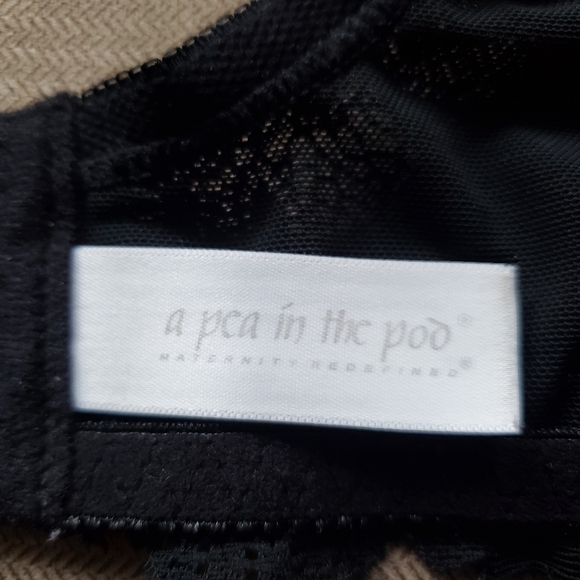 a pea in the pod®
MATERNITY REDEFINED®